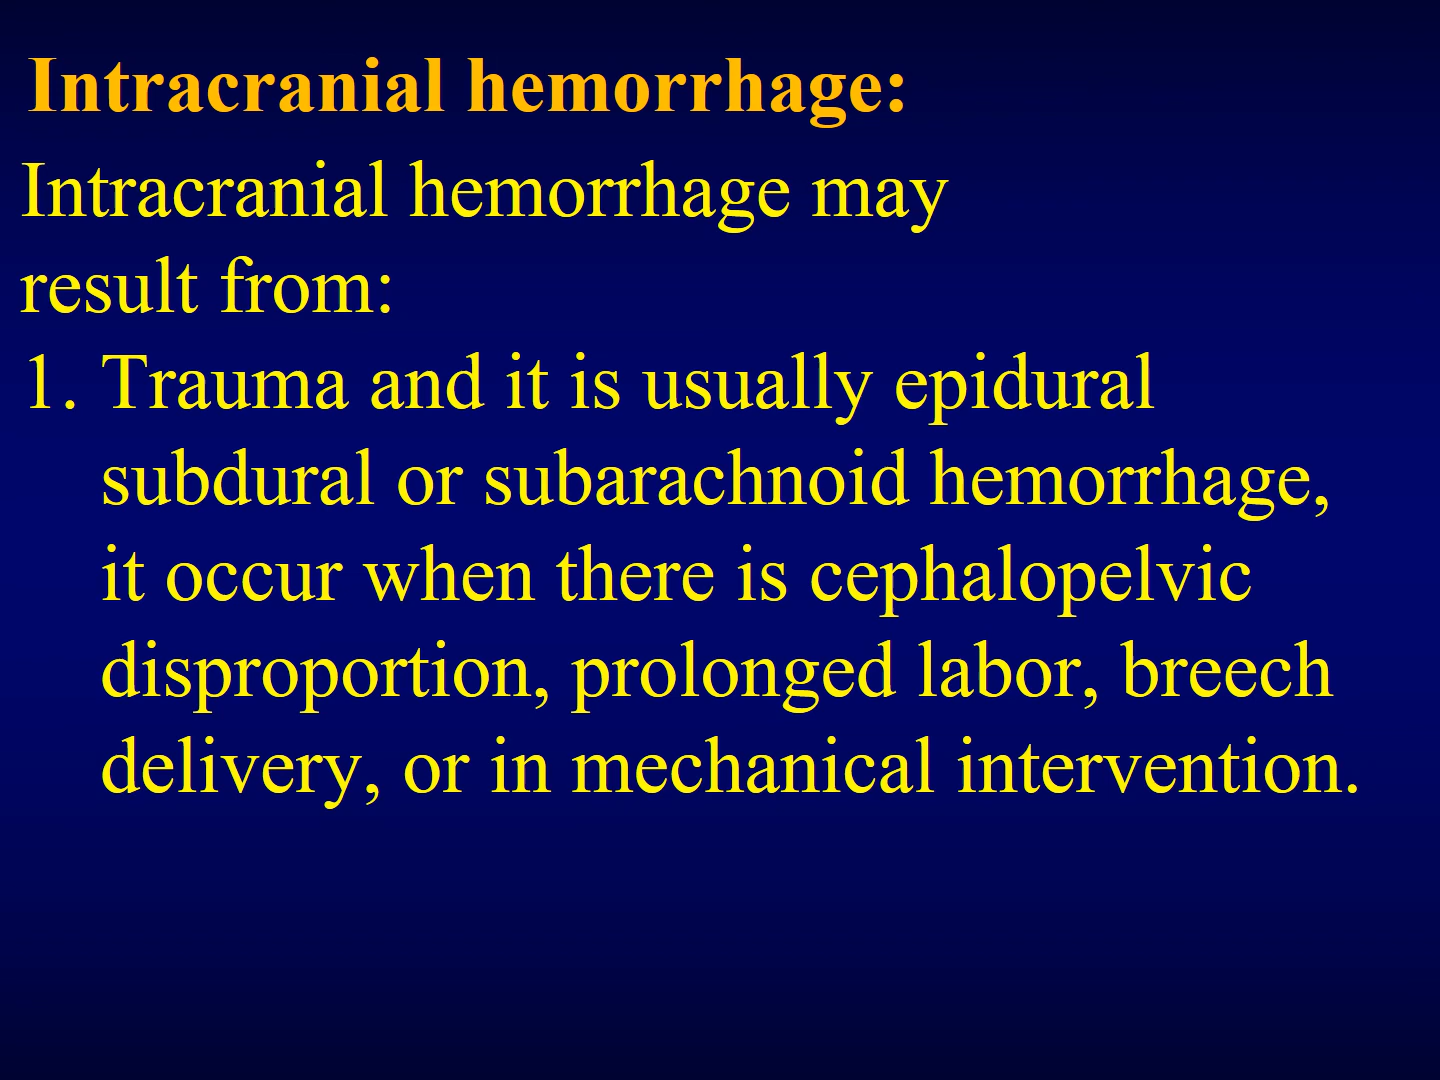 Intracranial hemorrhage:
Intracranial hemorrhage may
result from:
1. Trauma and it is usually epidural
subdural or subarachnoid hemorrhage,
it occur when there is cephalopelvic
disproportion, prolonged labor, breech
delivery, or in mechanical intervention.